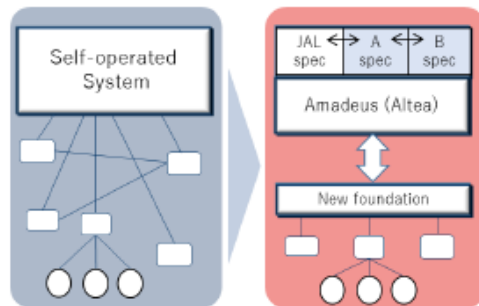 Self-operated
System
JAL
spec
A
spec
B
spec
Amadeus (Altea)
New foundation